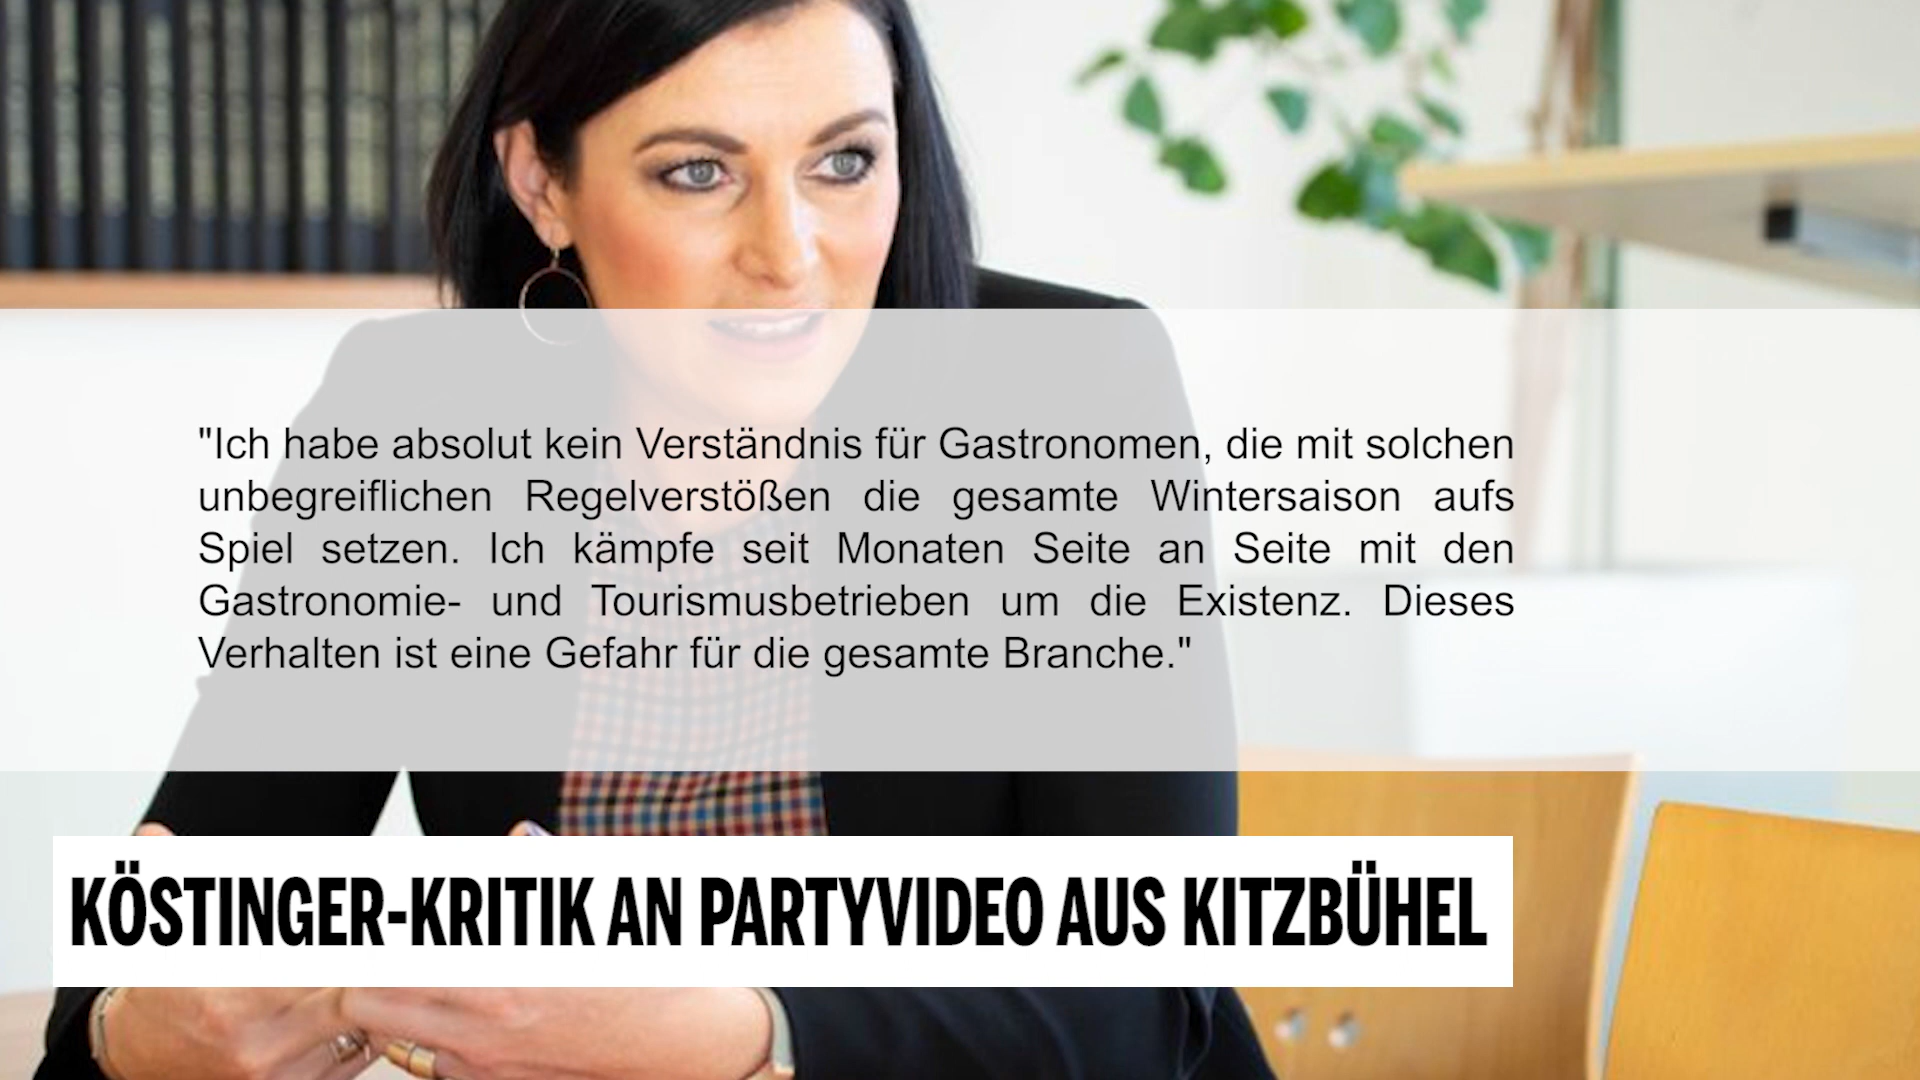 "Ich habe absolut kein Verständnis für Gastronomen, die mit solchen
unbegreiflichen Regelverstößen die gesamte Wintersaison aufs
Spiel setzen. Ich kämpfe seit Monaten Seite an Seite mit den
Gastronomie- und Tourismusbetrieben um die Existenz. Dieses
Verhalten ist eine Gefahr für die gesamte Branche."
KÖSTINGER-KRITIK AN PARTYVIDEO AUS KITZBÜHEL